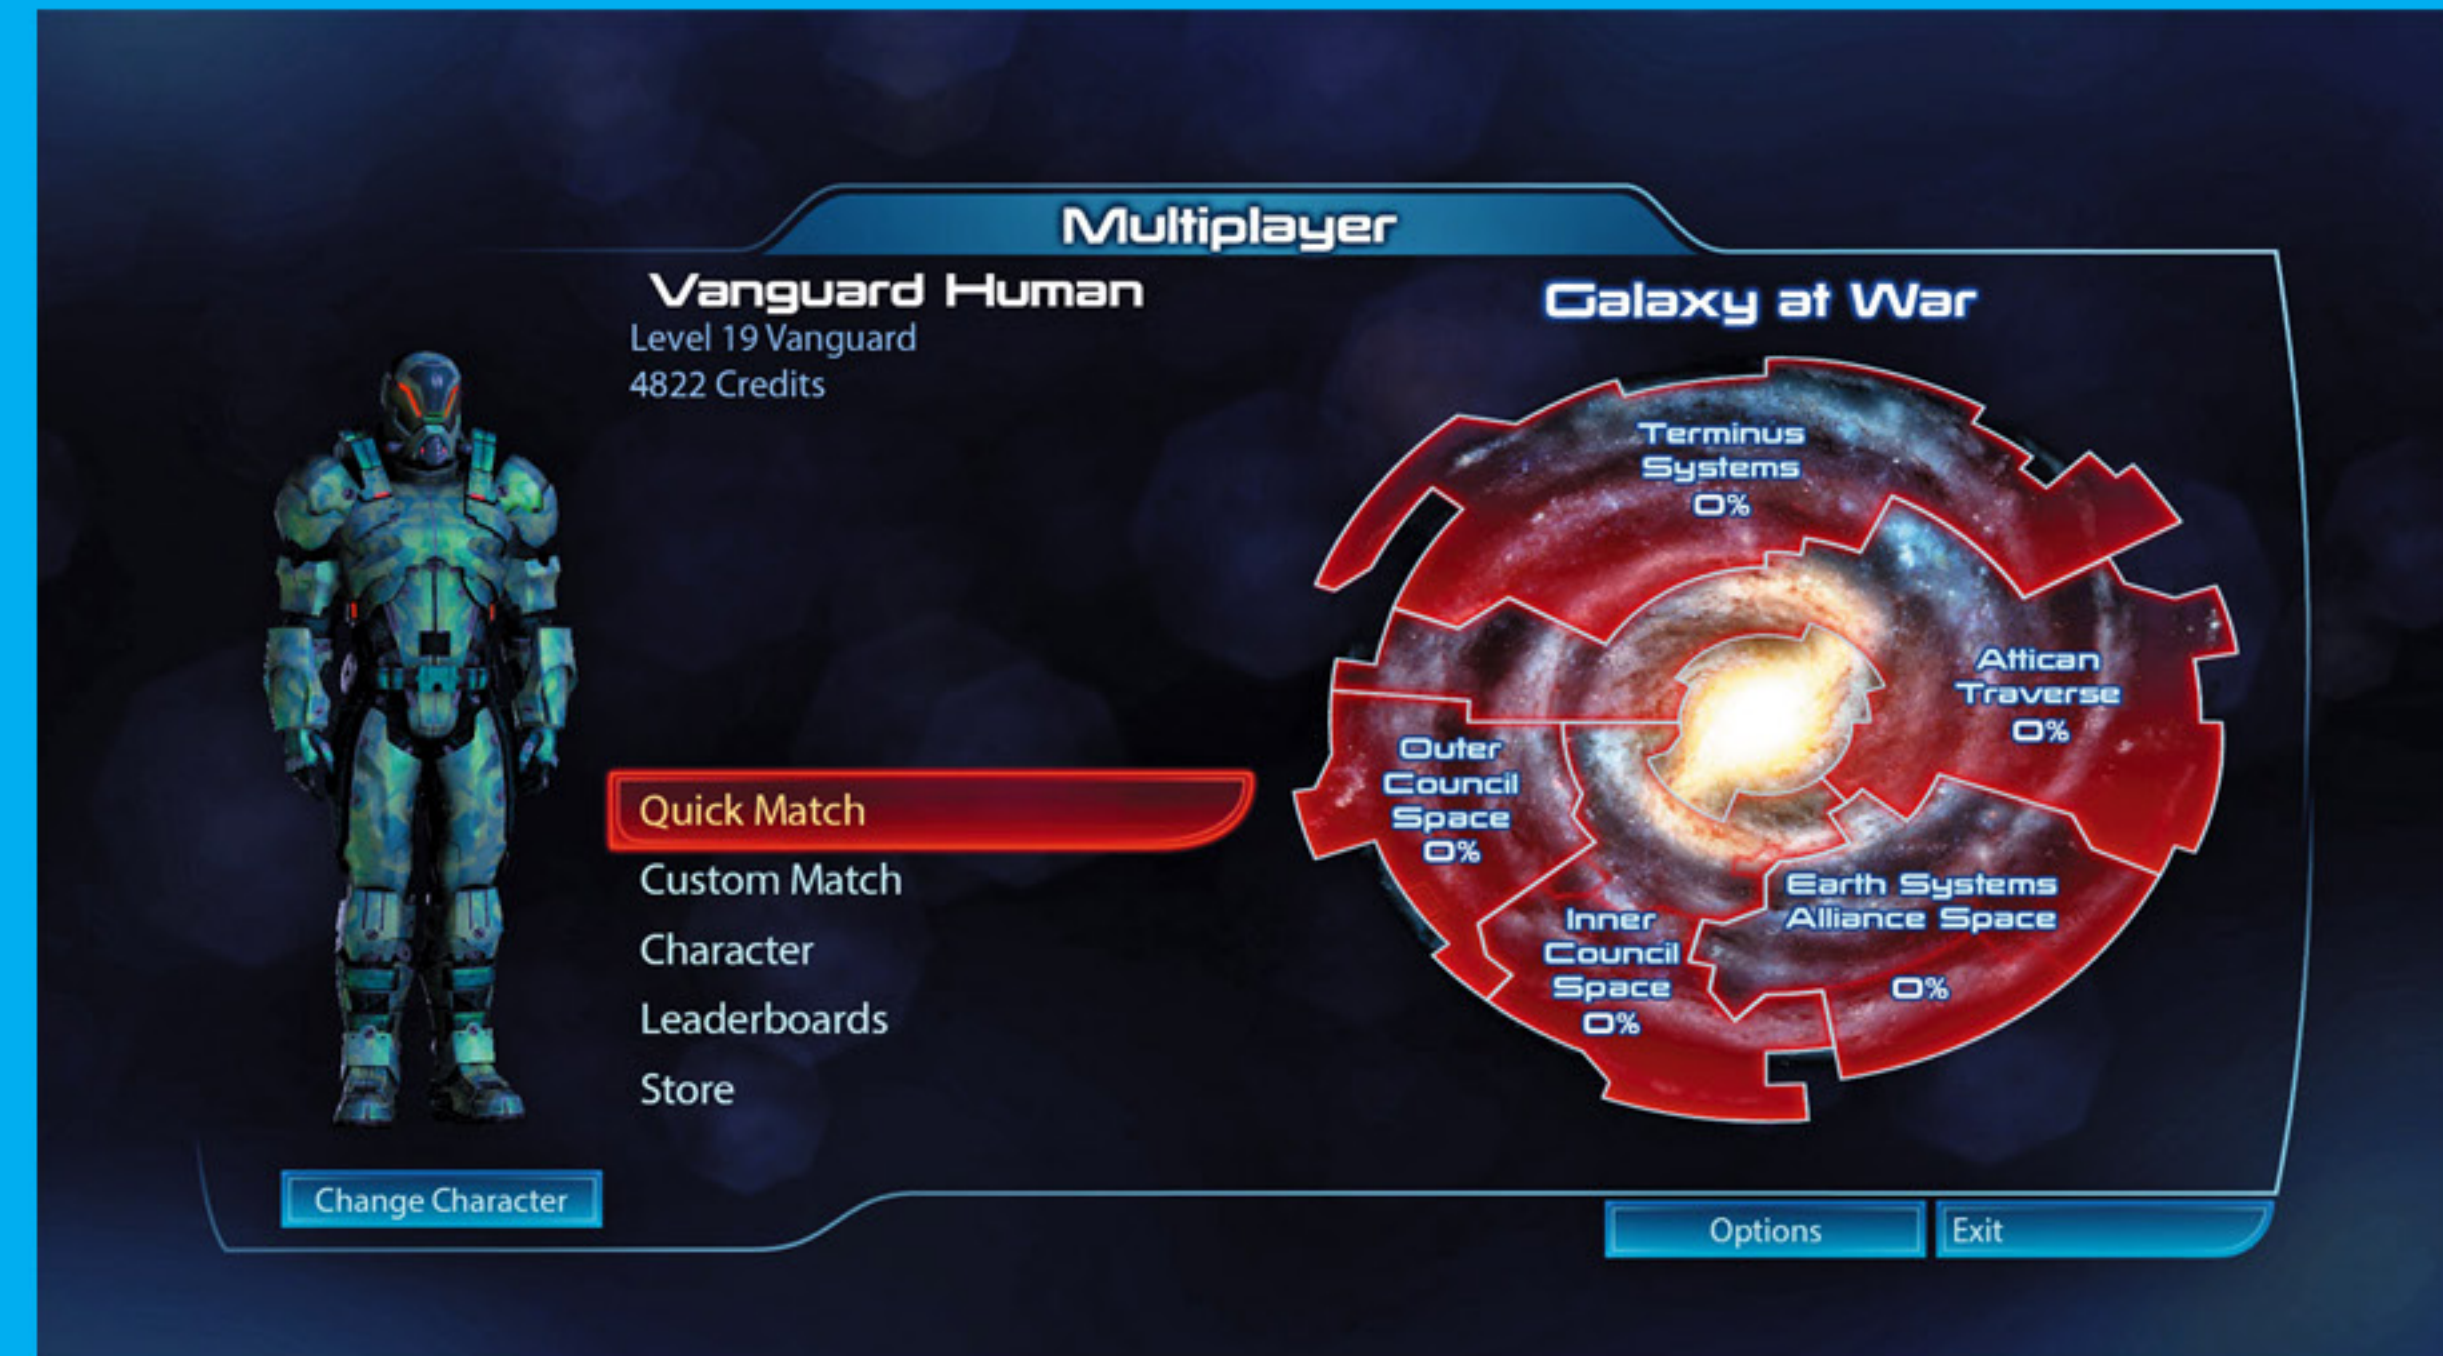 Multiplayer
Vanguard Human
Level 19 Vanguard
4822 Credits
Quick Match
Custom Match
Character
Leaderboards
Store
Change Character
Galaxy at War
Terminus
Systems
0%
Attican
Traverse
0%
Outer
Council
Space
0%
Inner
Council
Space
0%
Earth Systems
Alliance Space
0%
Options
Exit